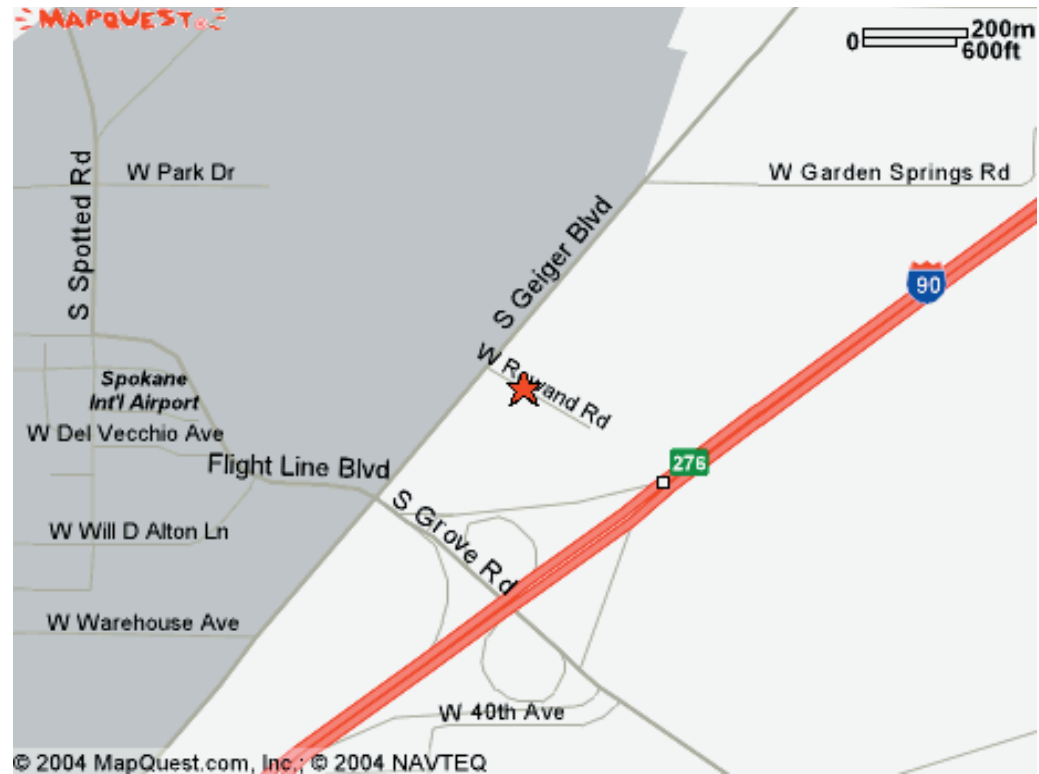 MAPQUEST
200m
0
600ft
W Park Dr
W Garden Springs Rd
S Spotted Rd
S Geiger Blvd
90
W Rowand Rd
Spokane
Int'l Airport
W Del Vecchio Ave
Flight Line Blvd
276
S Grove Rd
W Will D Alton Ln
W Warehouse Ave
W 40th Ave
© 2004 MapQuest.com, Inc.; © 2004 NAVTEQ